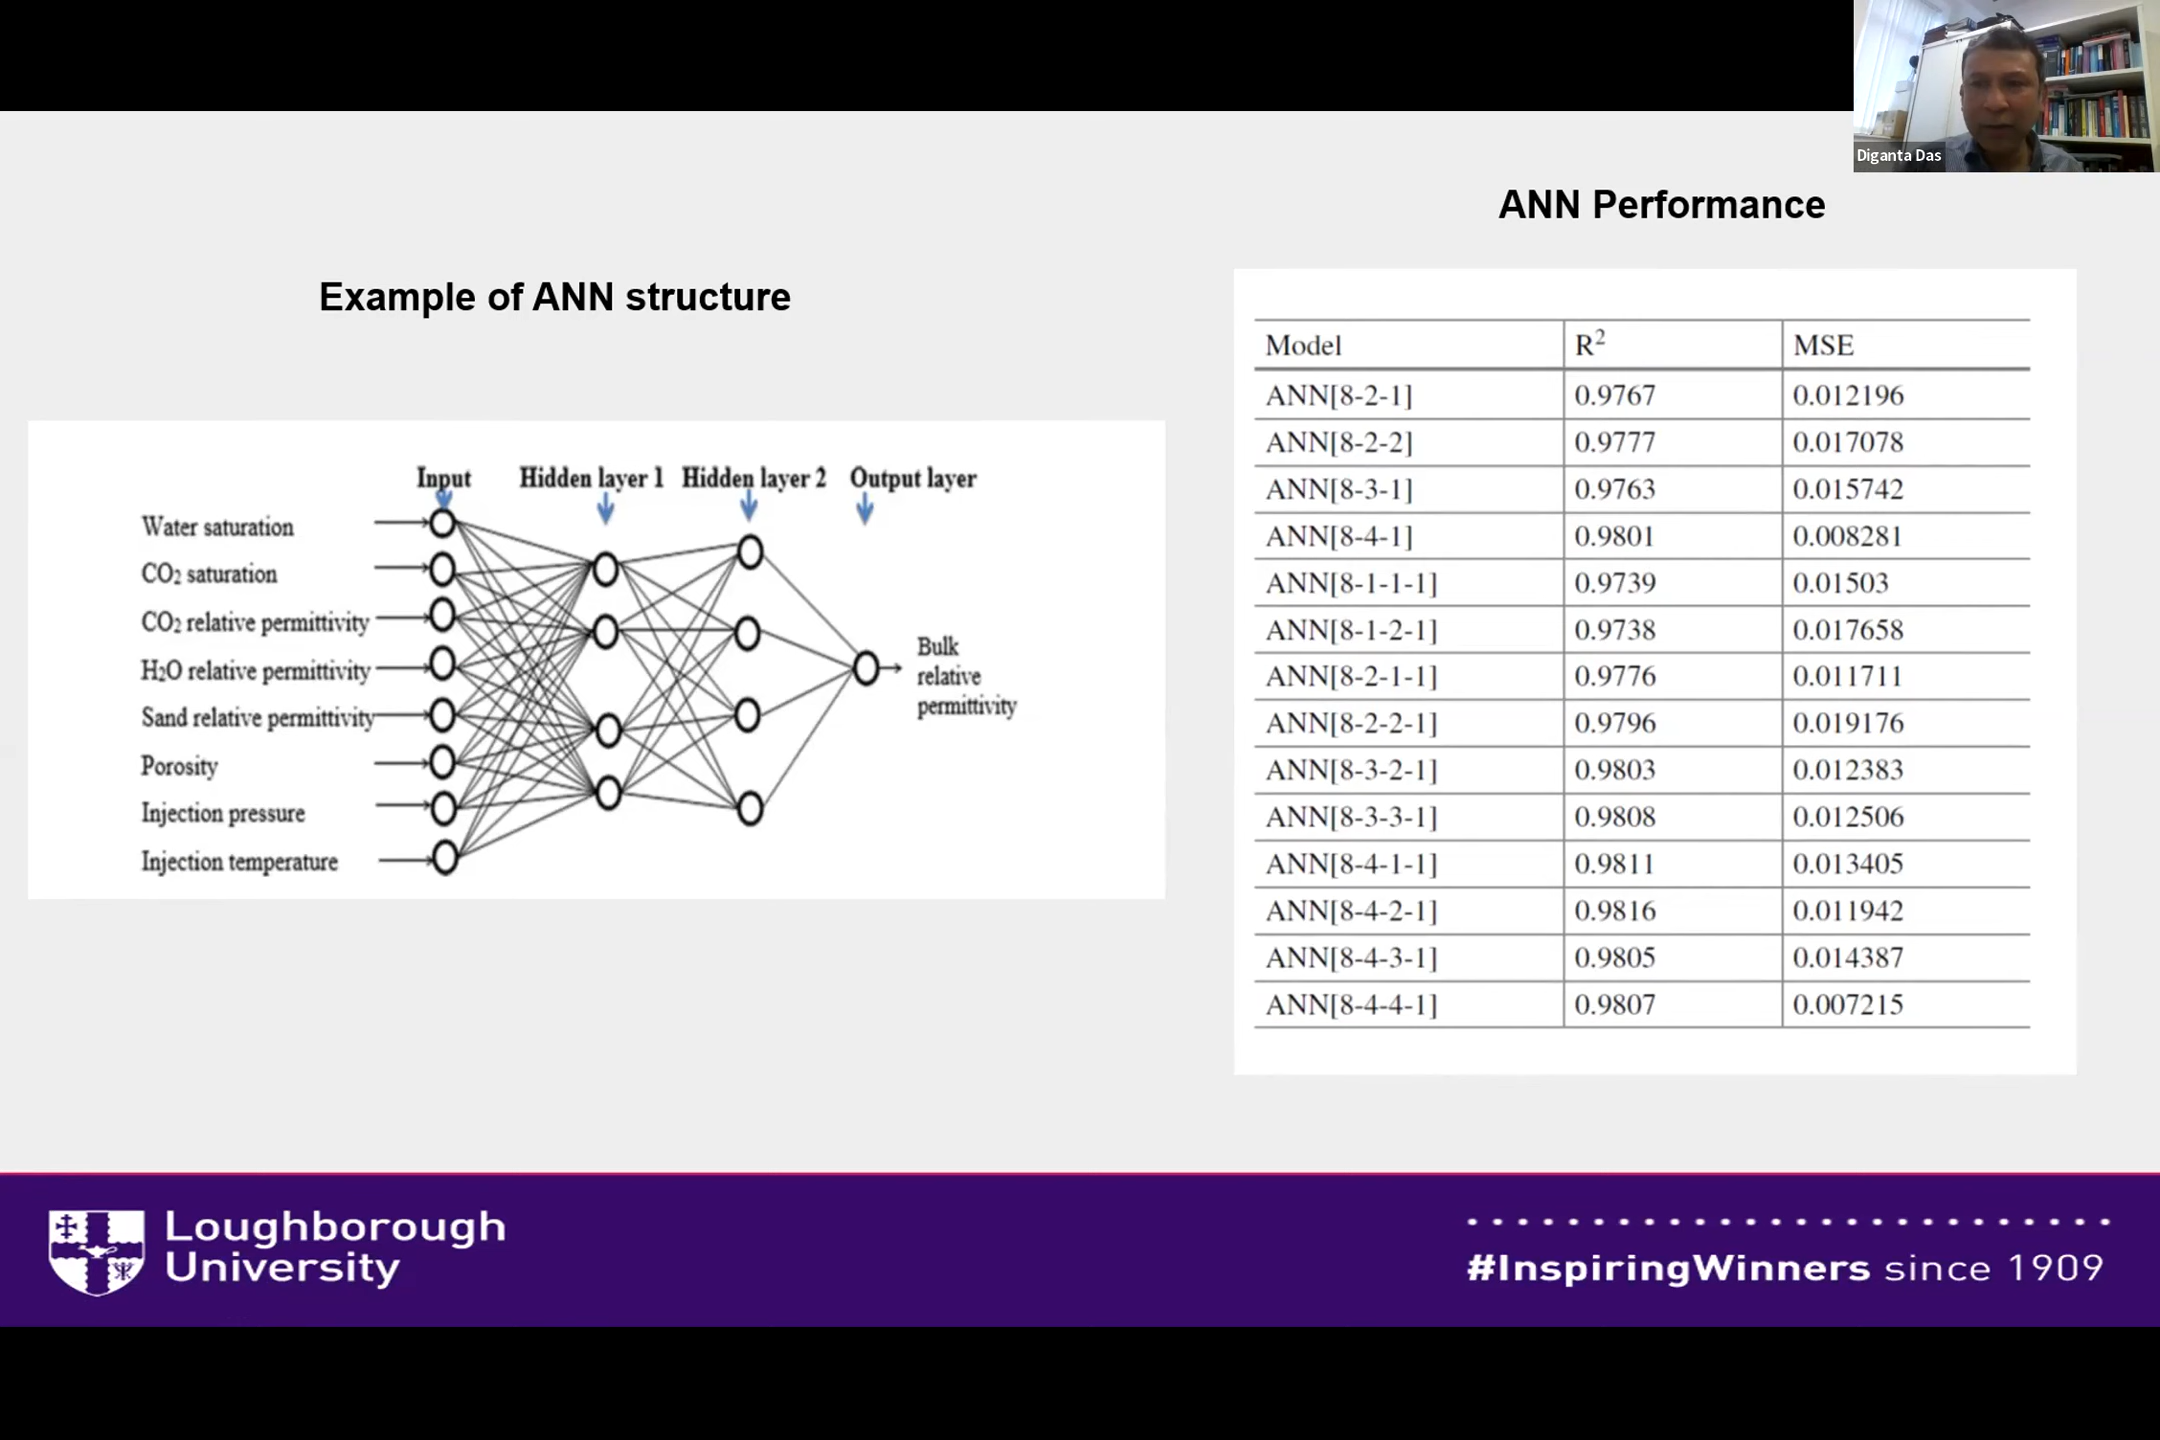 Diganta Das
ANN Performance
Example of ANN structure
Input Hidden layer 1 Hidden layer 2 Output layer
Water saturation
CO₂ saturation
CO₂ relative permittivity
H₂O relative permittivity
Sand relative permittivity
Porosity
Injection pressure
Injection temperature
Bulk
relative
permittivity
Model R² MSE
ANN[8-2-1] 0.9767 0.012196
ANN[8-2-2] 0.9777 0.017078
ANN[8-3-1] 0.9763 0.015742
ANN[8-4-1] 0.9801 0.008281
ANN[8-1-1-1] 0.9739 0.01503
ANN[8-1-2-1] 0.9738 0.017658
ANN[8-2-1-1] 0.9776 0.011711
ANN[8-2-2-1] 0.9796 0.019176
ANN[8-3-2-1] 0.9803 0.012383
ANN[8-3-3-1] 0.9808 0.012506
ANN[8-4-1-1] 0.9811 0.013405
ANN[8-4-2-1] 0.9816 0.011942
ANN[8-4-3-1] 0.9805 0.014387
ANN[8-4-4-1] 0.9807 0.007215
Loughborough
University
#InspiringWinners since 1909